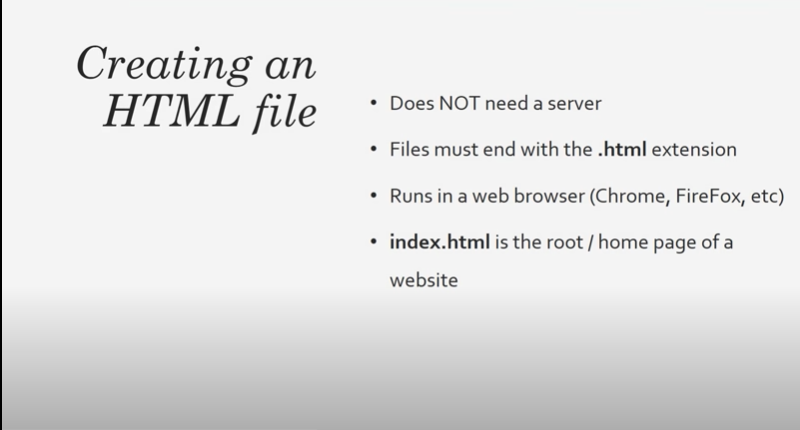 Creating an
HTML file
• Does NOT need a server
• Files must end with the .html extension
• Runs in a web browser (Chrome, FireFox, etc)
• index.html is the root / home page of a
website